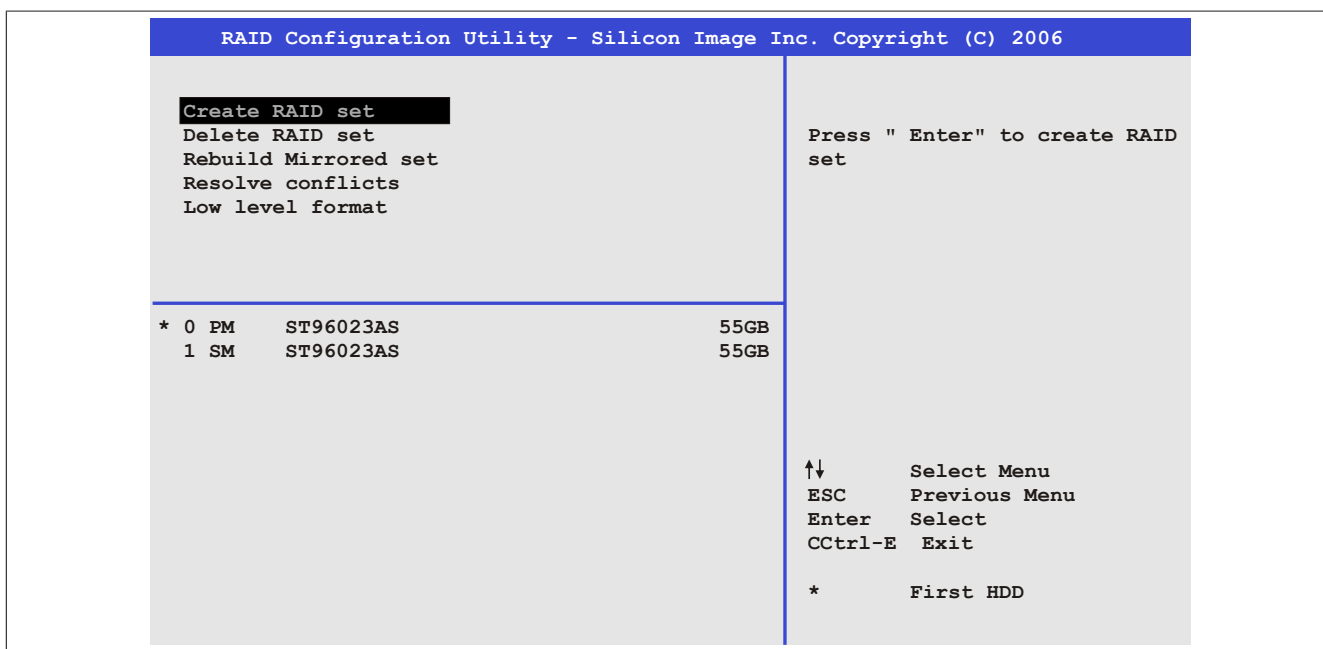 RAID Configuration Utility - Silicon Image Inc. Copyright (C) 2006
Create RAID set
Delete RAID set
Rebuild Mirrored set
Resolve conflicts
Low level format
Press " Enter" to create RAID
set
* 0 PM ST96023AS 55GB
1 SM ST96023AS 55GB
↑↓ Select Menu
ESC Previous Menu
Enter Select
CCtrl-E Exit
* First HDD